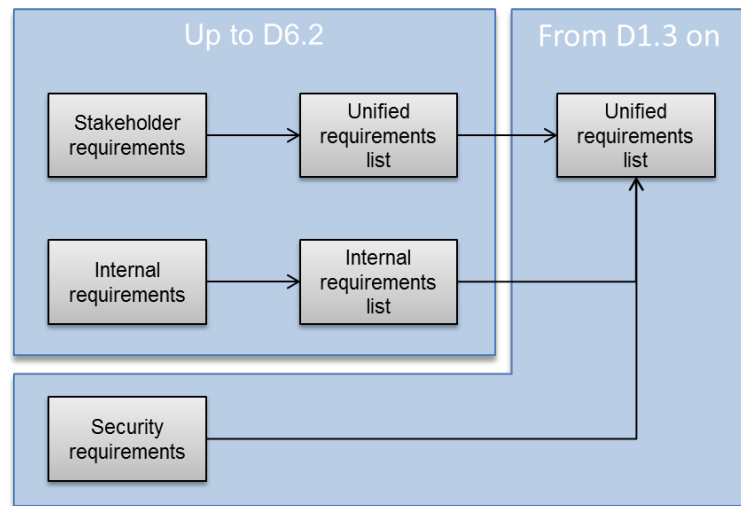 Up to D6.2
From D1.3 on
Stakeholder
requirements
Unified
requirements
list
Unified
requirements
list
Internal
requirements
Internal
requirements
list
Security
requirements